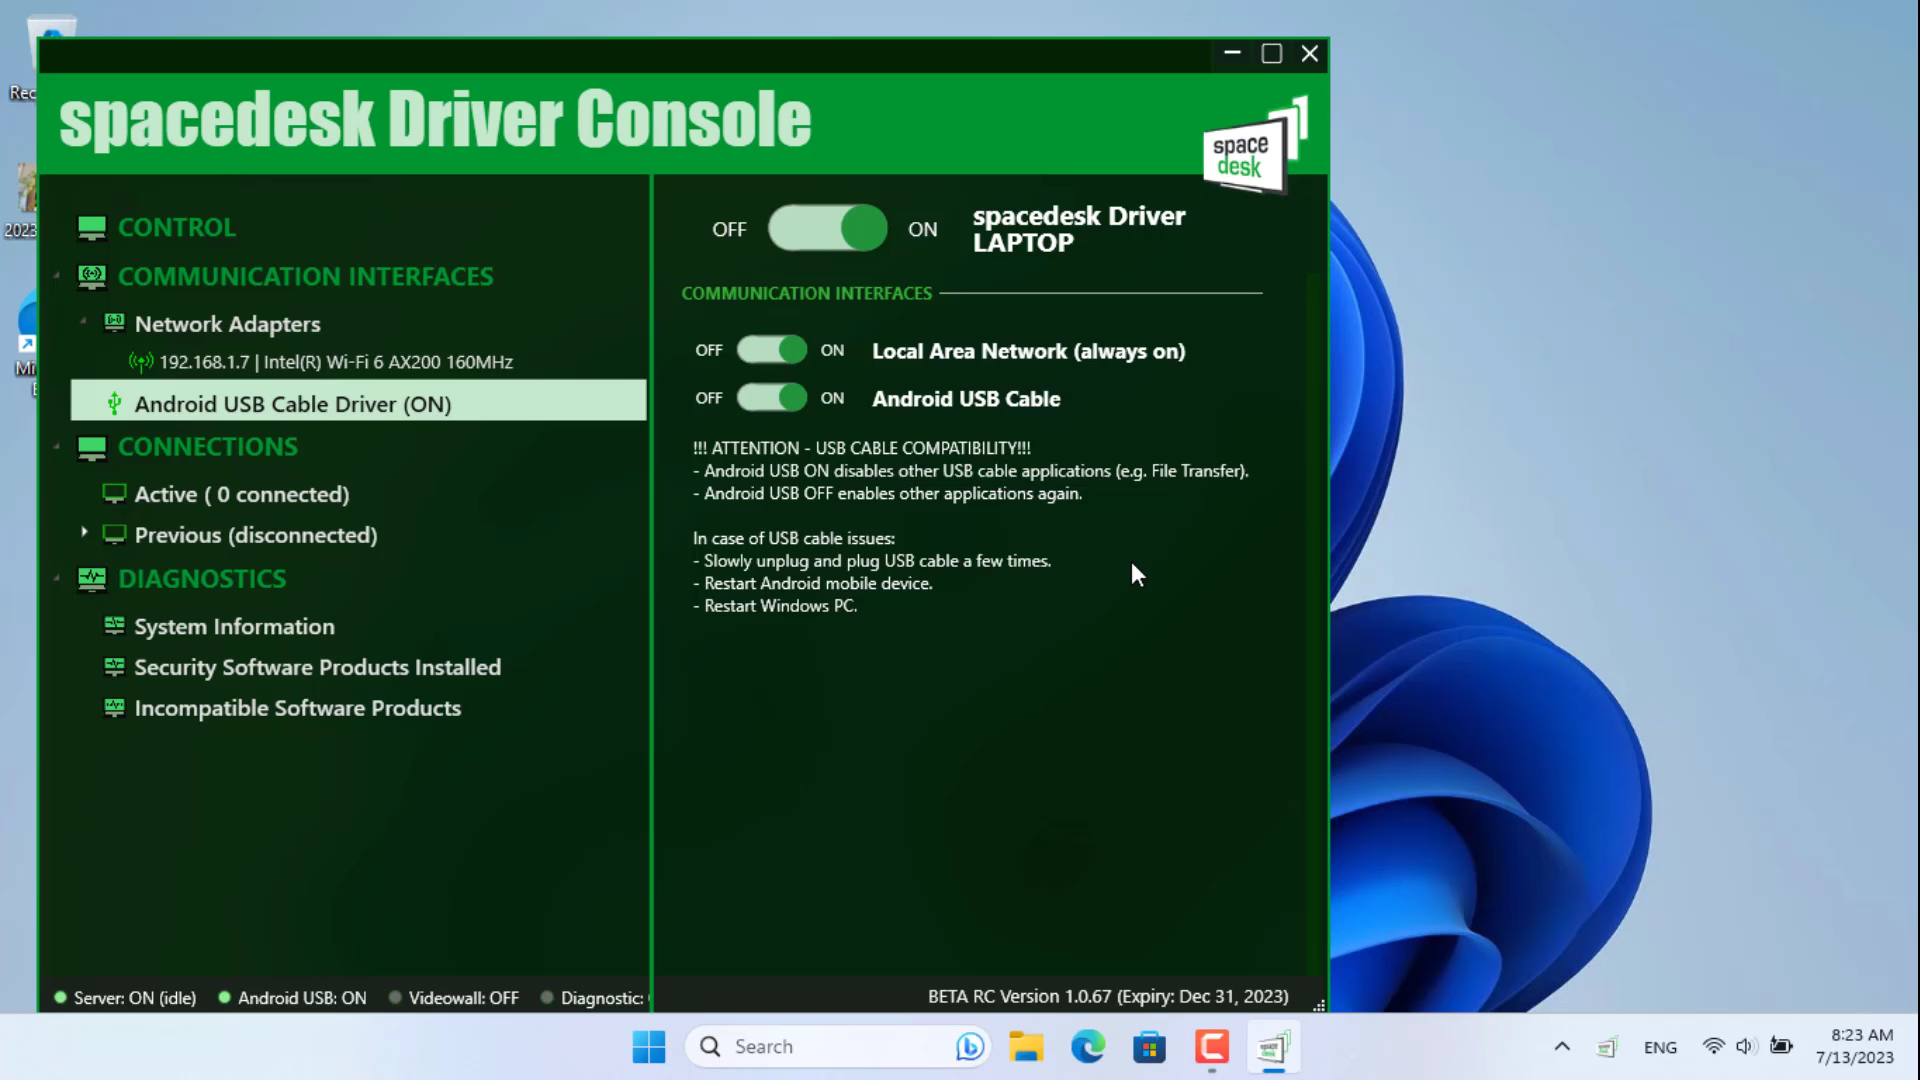 spacedesk Driver Console
space
desk
CONTROL
COMMUNICATION INTERFACES
Network Adapters
192.168.1.7 | Intel(R) Wi-Fi 6 AX200 160MHz
Android USB Cable Driver (ON)
CONNECTIONS
Active ( 0 connected)
Previous (disconnected)
DIAGNOSTICS
System Information
Security Software Products Installed
Incompatible Software Products
OFF ON spacedesk Driver
LAPTOP
COMMUNICATION INTERFACES
OFF ON Local Area Network (always on)
OFF ON Android USB Cable
!!! ATTENTION - USB CABLE COMPATIBILITY!!!
- Android USB ON disables other USB cable applications (e.g. File Transfer).
- Android USB OFF enables other applications again.
In case of USB cable issues:
- Slowly unplug and plug USB cable a few times.
- Restart Android mobile device.
- Restart Windows PC.
Server: ON (idle) Android USB: ON Videowall: OFF Diagnostic:
BETA RC Version 1.0.67 (Expiry: Dec 31, 2023)
Rec
2023
Mi
Search
space
desk
ENG
8:23 AM
7/13/2023